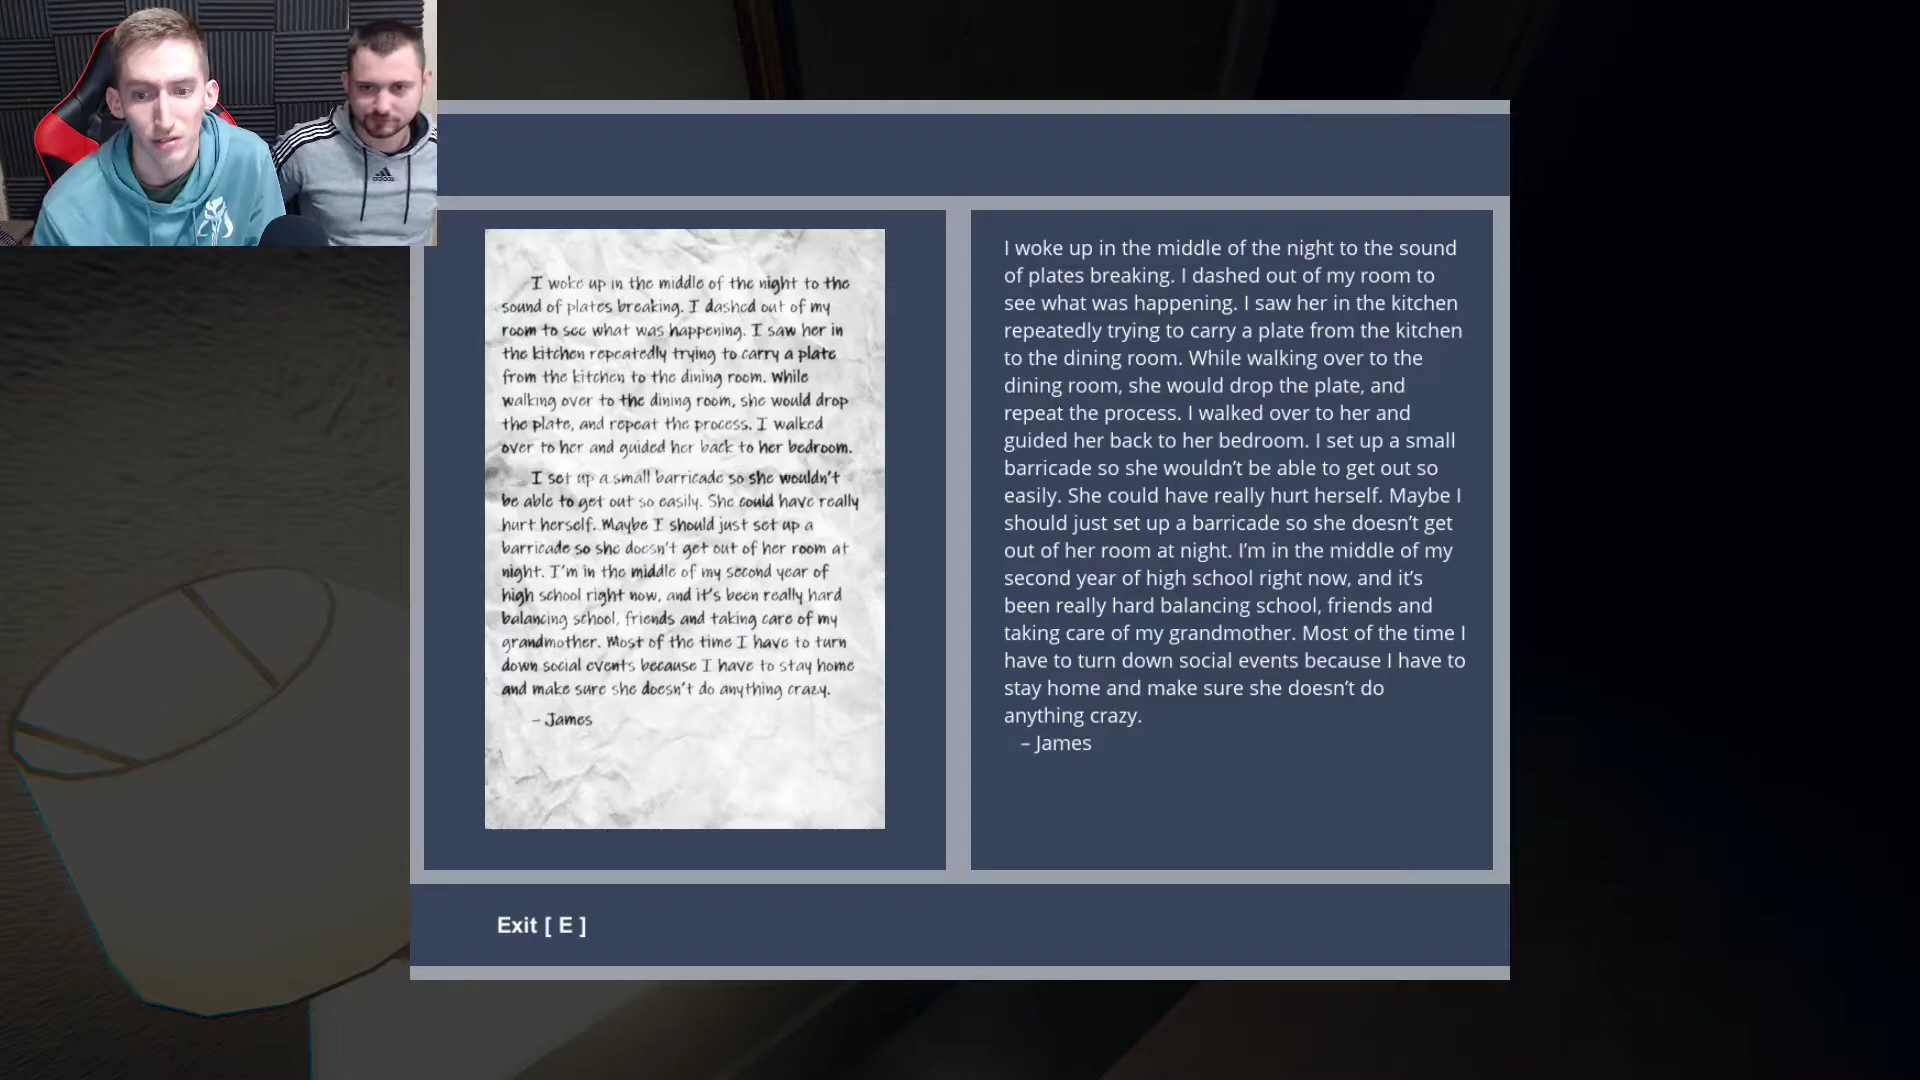 adidas
I woke up in the middle of the night to the
sound of plates breaking. I dashed out of my
room to see what was happening. I saw her in
the kitchen repeatedly trying to carry a plate
from the kitchen to the dining room. While
walking over to the dining room, she would drop
the plate, and repeat the process. I walked
over to her and guided her back to her bedroom.
I set up a small barricade so she wouldn't
be able to get out so easily. She could have really
hurt herself. Maybe I should just set up a
barricade so she doesn't get out of her room at
night. I'm in the middle of my second year of
high school right now, and it's been really hard
balancing school, friends and taking care of my
grandmother. Most of the time I have to turn
down social events because I have to stay home
and make sure she doesn't do anything crazy.
- James
I woke up in the middle of the night to the sound
of plates breaking. I dashed out of my room to
see what was happening. I saw her in the kitchen
repeatedly trying to carry a plate from the kitchen
to the dining room. While walking over to the
dining room, she would drop the plate, and
repeat the process. I walked over to her and
guided her back to her bedroom. I set up a small
barricade so she wouldn't be able to get out so
easily. She could have really hurt herself. Maybe I
should just set up a barricade so she doesn't get
out of her room at night. I'm in the middle of my
second year of high school right now, and it's
been really hard balancing school, friends and
taking care of my grandmother. Most of the time I
have to turn down social events because I have to
stay home and make sure she doesn't do
anything crazy.
– James
Exit [ E ]